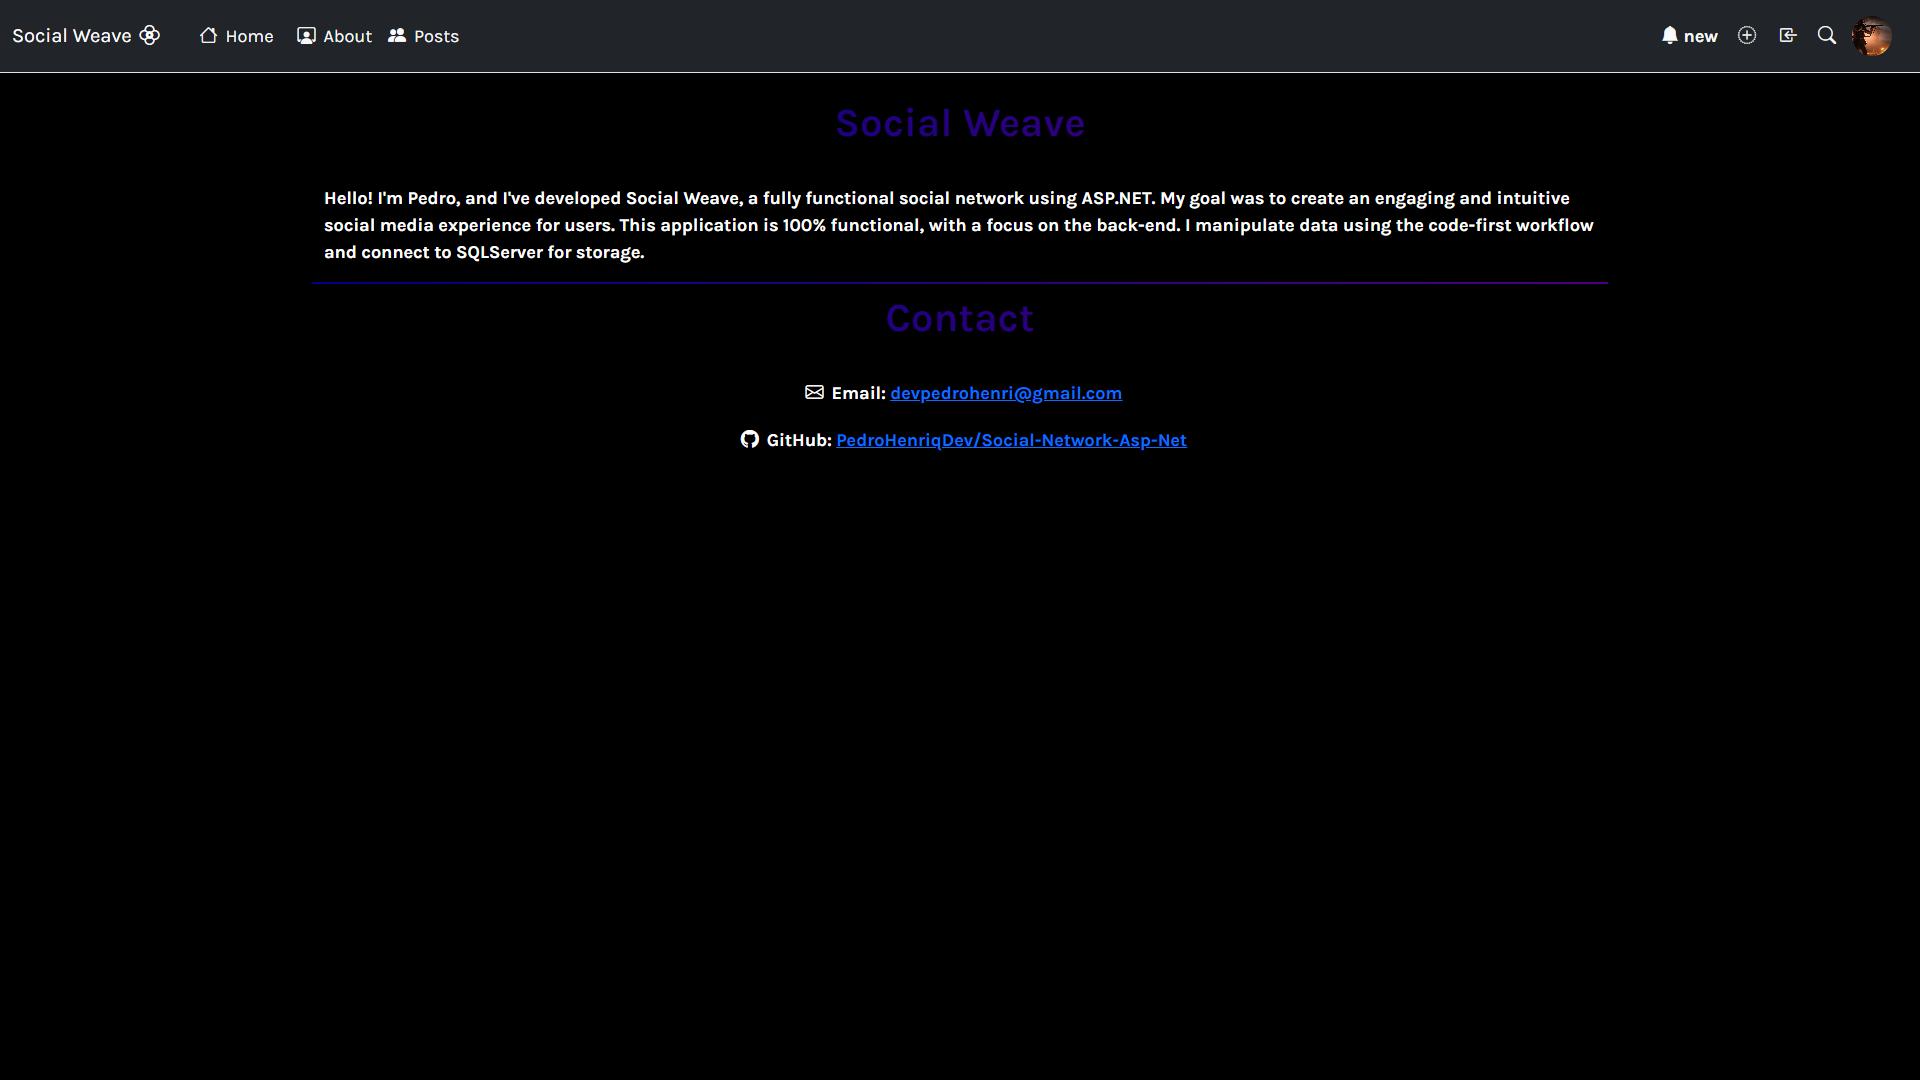 Social Weave
Home About Posts
new
Social Weave
Hello! I'm Pedro, and I've developed Social Weave, a fully functional social network using ASP.NET. My goal was to create an engaging and intuitive
social media experience for users. This application is 100% functional, with a focus on the back-end. I manipulate data using the code-first workflow
and connect to SQLServer for storage.
Contact
Email: devpedrohenri@gmail.com
GitHub: PedroHenriqDev/Social-Network-Asp-Net